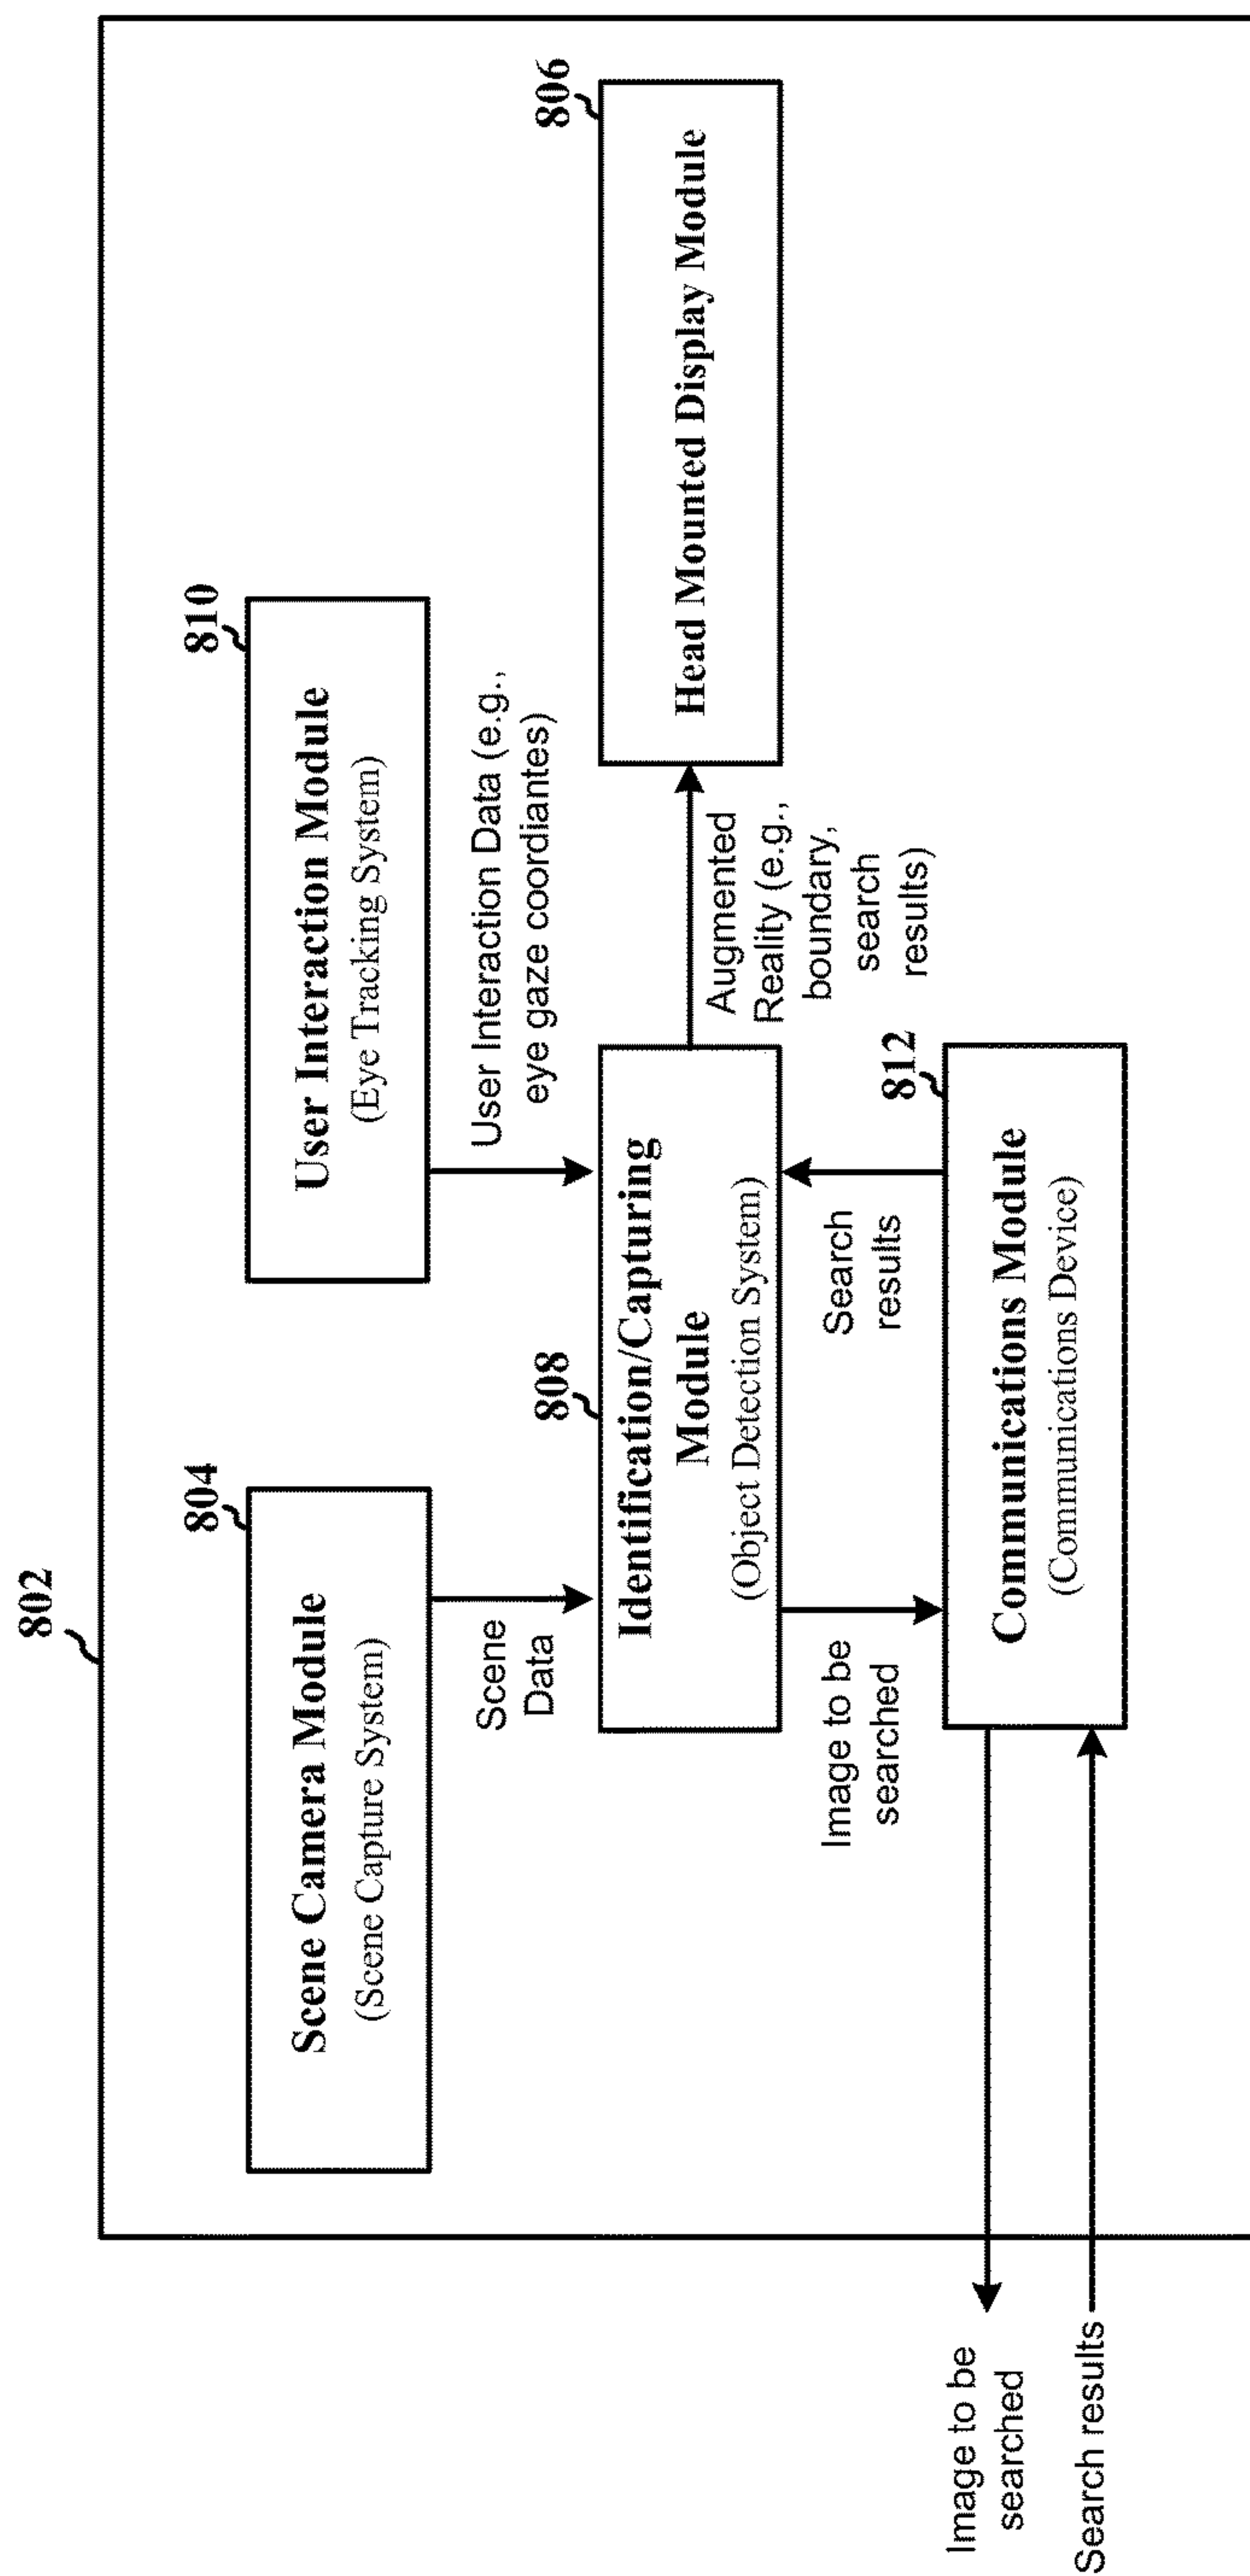 802
804
Scene Camera Module
(Scene Capture System)
810
User Interaction Module
(Eye Tracking System)
Scene
Data
User Interaction Data (e.g.,
eye gaze coordiantes)
808
Identification/Capturing
Module
(Object Detection System)
806
Head Mounted Display Module
Augmented
Reality (e.g.,
boundary,
search
results)
Image to be
searched
Search
results
812
Communications Module
(Communications Device)
Image to be
searched
Search results